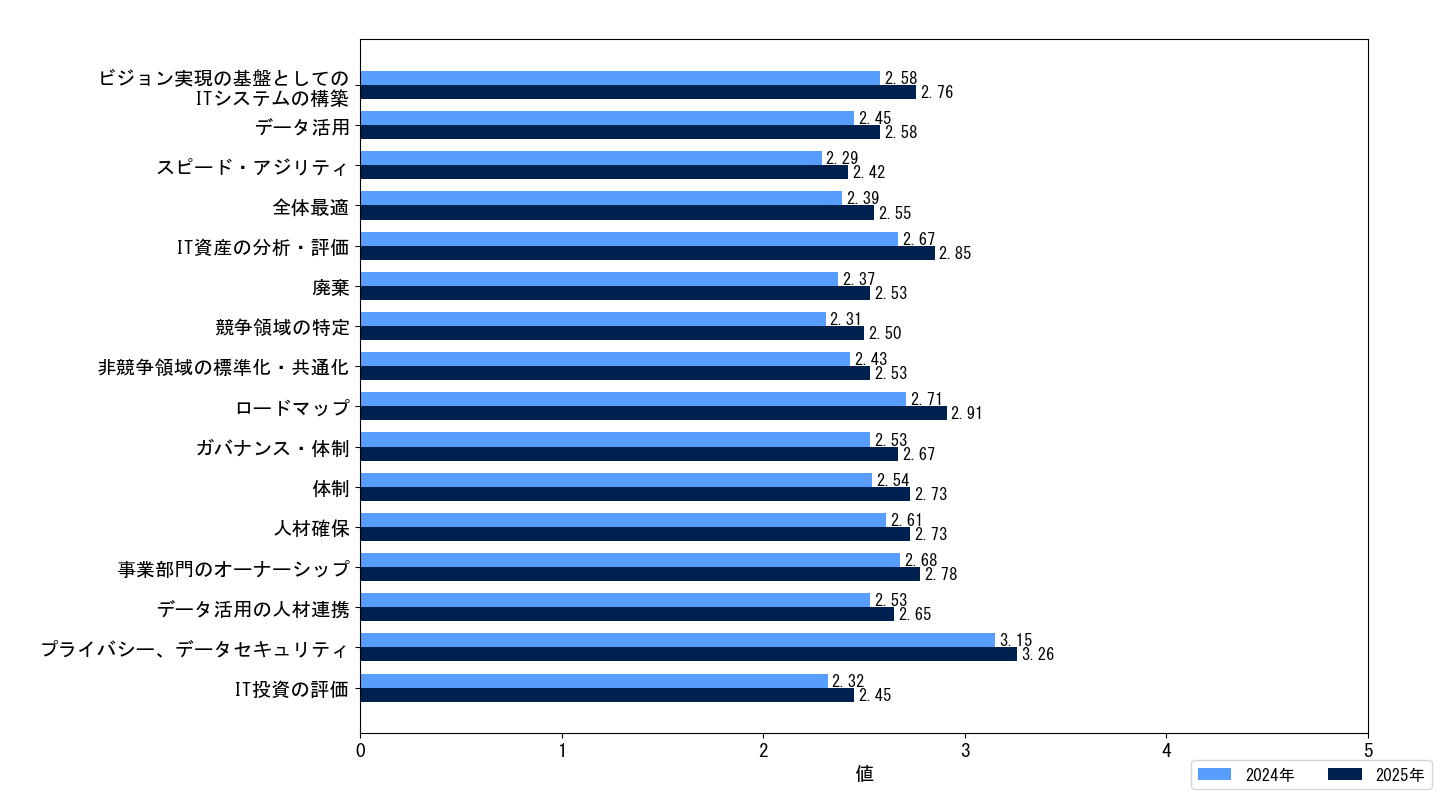 ビジョン実現の基盤としての
ITシステムの構築
2.58
2.76
データ活用
2.45
2.58
スピード・アジリティ
2.29
2.42
全体最適
2.39
2.55
IT資産の分析・評価
2.67
2.85
廃棄
2.37
2.53
競争領域の特定
2.31
2.50
非競争領域の標準化・共通化
2.43
2.53
ロードマップ
2.71
2.91
ガバナンス・体制
2.53
2.67
体制
2.54
2.73
人材確保
2.61
2.73
事業部門のオーナーシップ
2.68
2.78
データ活用の人材連携
2.53
2.65
プライバシー、データセキュリティ
3.15
3.26
IT投資の評価
2.32
2.45
0 1 2 3 4 5
値
2024年 2025年